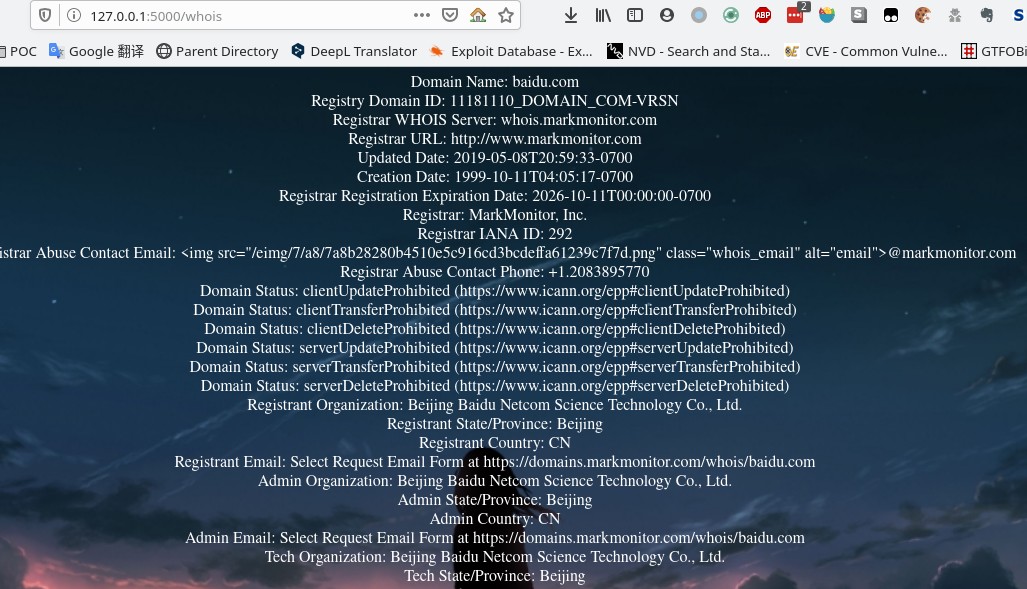 127.0.0.1:5000/whois
ABP
2
S
S
POC
Google 翻译
Parent Directory
DeepL Translator
Exploit Database - Ex...
NVD - Search and Sta...
CVE - Common Vulne...
GTFOBi
Domain Name: baidu.com
Registry Domain ID: 11181110_DOMAIN_COM-VRSN
Registrar WHOIS Server: whois.markmonitor.com
Registrar URL: http://www.markmonitor.com
Updated Date: 2019-05-08T20:59:33-0700
Creation Date: 1999-10-11T04:05:17-0700
Registrar Registration Expiration Date: 2026-10-11T00:00:00-0700
Registrar: MarkMonitor, Inc.
Registrar IANA ID: 292
istrar Abuse Contact Email: <img src="/eimg/7/a8/7a8b28280b4510e5c916cd3bcdeffa61239c7f7d.png" class="whois_email" alt="email">@markmonitor.com
Registrar Abuse Contact Phone: +1.2083895770
Domain Status: clientUpdateProhibited (https://www.icann.org/epp#clientUpdateProhibited)
Domain Status: clientTransferProhibited (https://www.icann.org/epp#clientTransferProhibited)
Domain Status: clientDeleteProhibited (https://www.icann.org/epp#clientDeleteProhibited)
Domain Status: serverUpdateProhibited (https://www.icann.org/epp#serverUpdateProhibited)
Domain Status: serverTransferProhibited (https://www.icann.org/epp#serverTransferProhibited)
Domain Status: serverDeleteProhibited (https://www.icann.org/epp#serverDeleteProhibited)
Registrant Organization: Beijing Baidu Netcom Science Technology Co., Ltd.
Registrant State/Province: Beijing
Registrant Country: CN
Registrant Email: Select Request Email Form at https://domains.markmonitor.com/whois/baidu.com
Admin Organization: Beijing Baidu Netcom Science Technology Co., Ltd.
Admin State/Province: Beijing
Admin Country: CN
Admin Email: Select Request Email Form at https://domains.markmonitor.com/whois/baidu.com
Tech Organization: Beijing Baidu Netcom Science Technology Co., Ltd.
Tech State/Province: Beijing